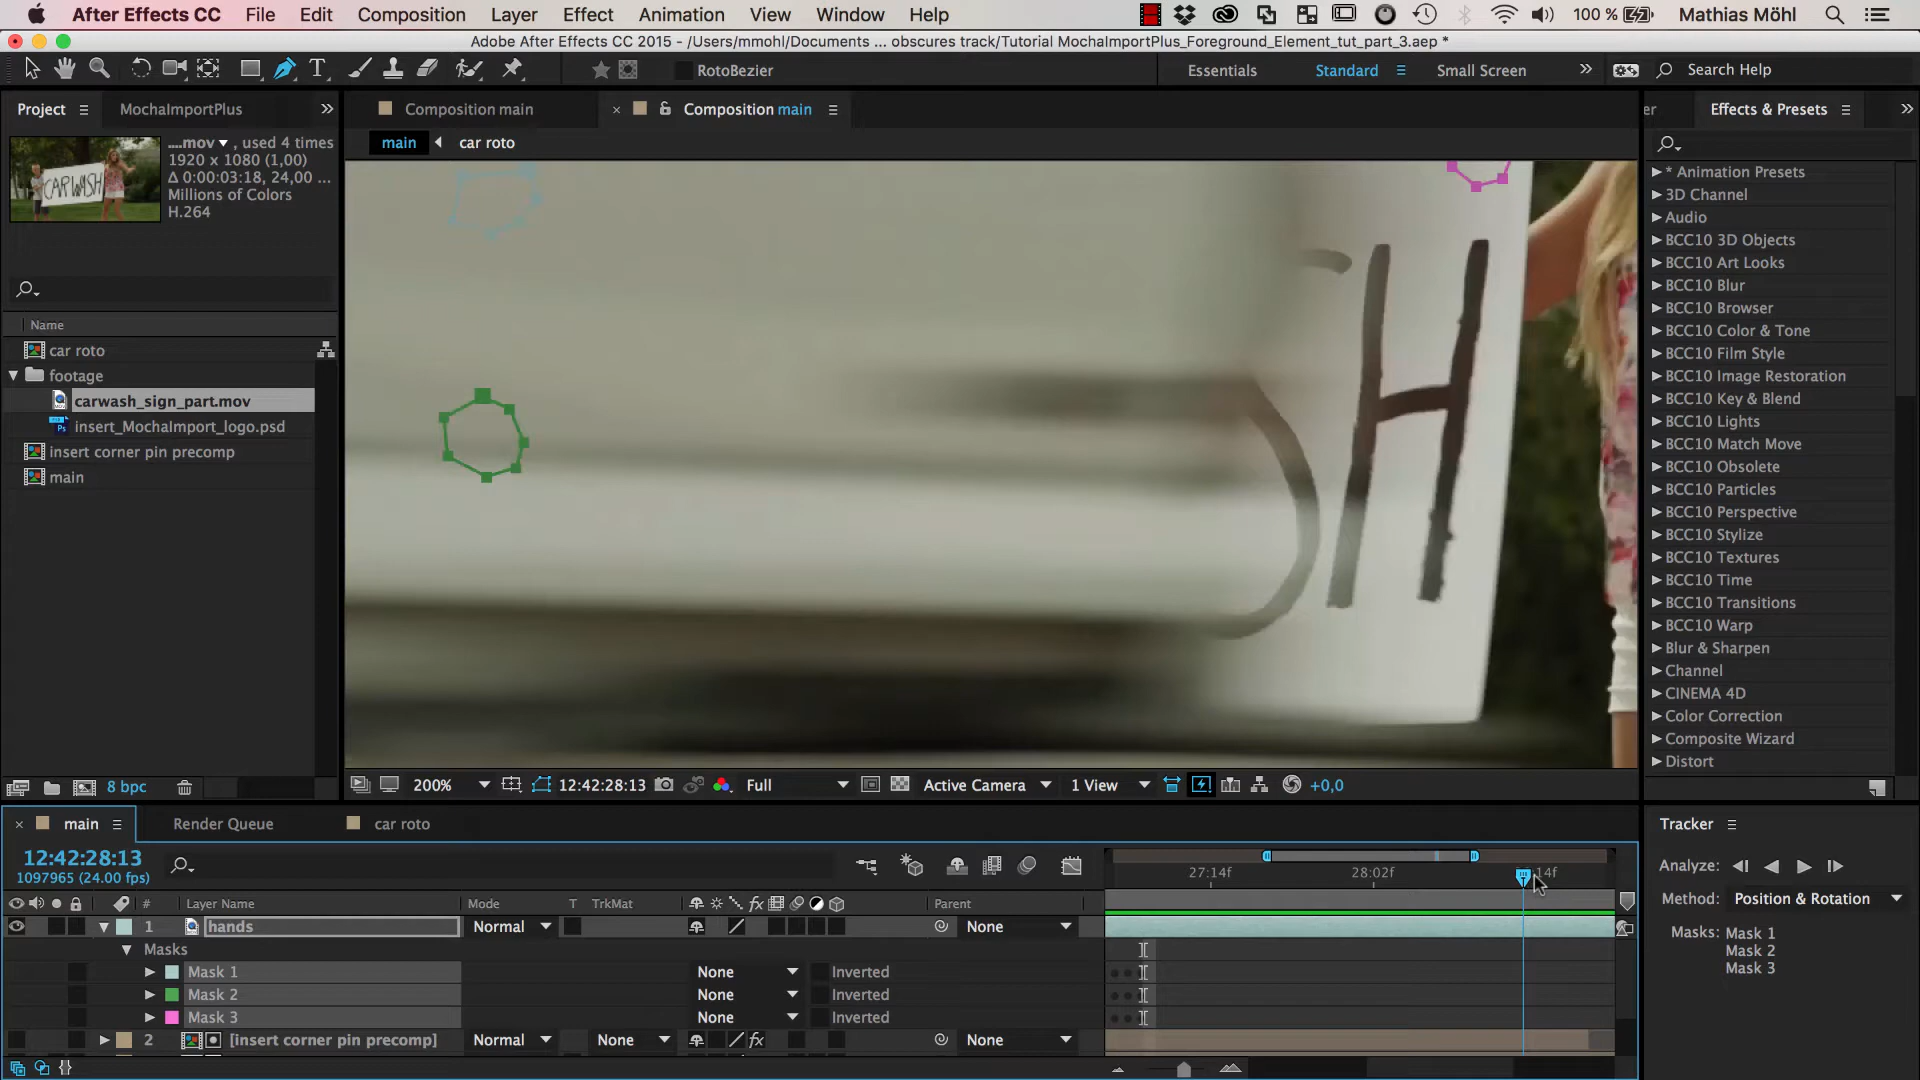 After Effects CC File Edit Composition Layer Effect Animation View Window Help 100 % Mathias Möhl
Adobe After Effects CC 2015 - /Users/mmohl/Documents ... obscures track/Tutorial MochaImportPlus_Foreground_Element_tut_part_3.aep *
T RotoBezier Essentials Standard Small Screen Search Help
Project MochaImportPlus Composition main Composition main er Effects & Presets
....mov, used 4 times
1920 x 1080 (1,00)
Δ 0:00:03:18, 24,00 ...
Millions of Colors
H.264
CARWASH
main car roto
Name
car roto
footage
carwash_sign_part.mov
insert_MochaImport_logo.psd
insert corner pin precomp
main
H
* Animation Presets
3D Channel
Audio
BCC10 3D Objects
BCC10 Art Looks
BCC10 Blur
BCC10 Browser
BCC10 Color & Tone
BCC10 Film Style
BCC10 Image Restoration
BCC10 Key & Blend
BCC10 Lights
BCC10 Match Move
BCC10 Obsolete
BCC10 Particles
BCC10 Perspective
BCC10 Stylize
BCC10 Textures
BCC10 Time
BCC10 Transitions
BCC10 Warp
Blur & Sharpen
Channel
CINEMA 4D
Color Correction
Composite Wizard
Distort
8 bpc 200% 12:42:28:13 Full Active Camera 1 View +0,0
main Render Queue car roto Tracker
12:42:28:13
1097965 (24.00 fps)
27:14f 28:02f 14f
Analyze:
Method: Position & Rotation
Masks: Mask 1
Mask 2
Mask 3
# Layer Name Mode T TrkMat fx Parent
1 hands Normal None
Masks
Mask 1 None Inverted
Mask 2 None Inverted
Mask 3 None Inverted
2 [insert corner pin precomp] Normal None fx None